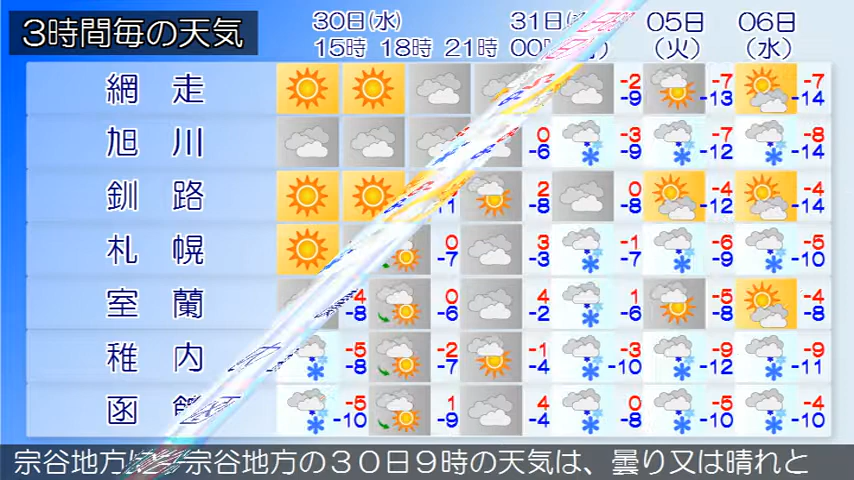 3時間毎の天気
30日(水) 31日( 05日 06日
15時 18時 21時 00 (火) (水)
網 走 -2 -9 -7 -13 -7 -14
旭 川 0 -6 -3 -9 -7 -12 -8 -14
釧 路 11 2 -8 0 -8 -4 -12 -4 -14
札 幌 0 -7 3 -3 -1 -7 -6 -9 -5 -10
室 蘭 4 -8 0 -6 4 -2 1 -6 -5 -8 -4 -8
稚 内 -5 -8 -2 -7 -1 -4 -3 -10 -9 -12 -9 -11
函 -5 -10 1 -9 4 -4 0 -8 -5 -10 -4 -10
宗谷地方 宗谷地方の30日9時の天気は、曇り又は晴れと